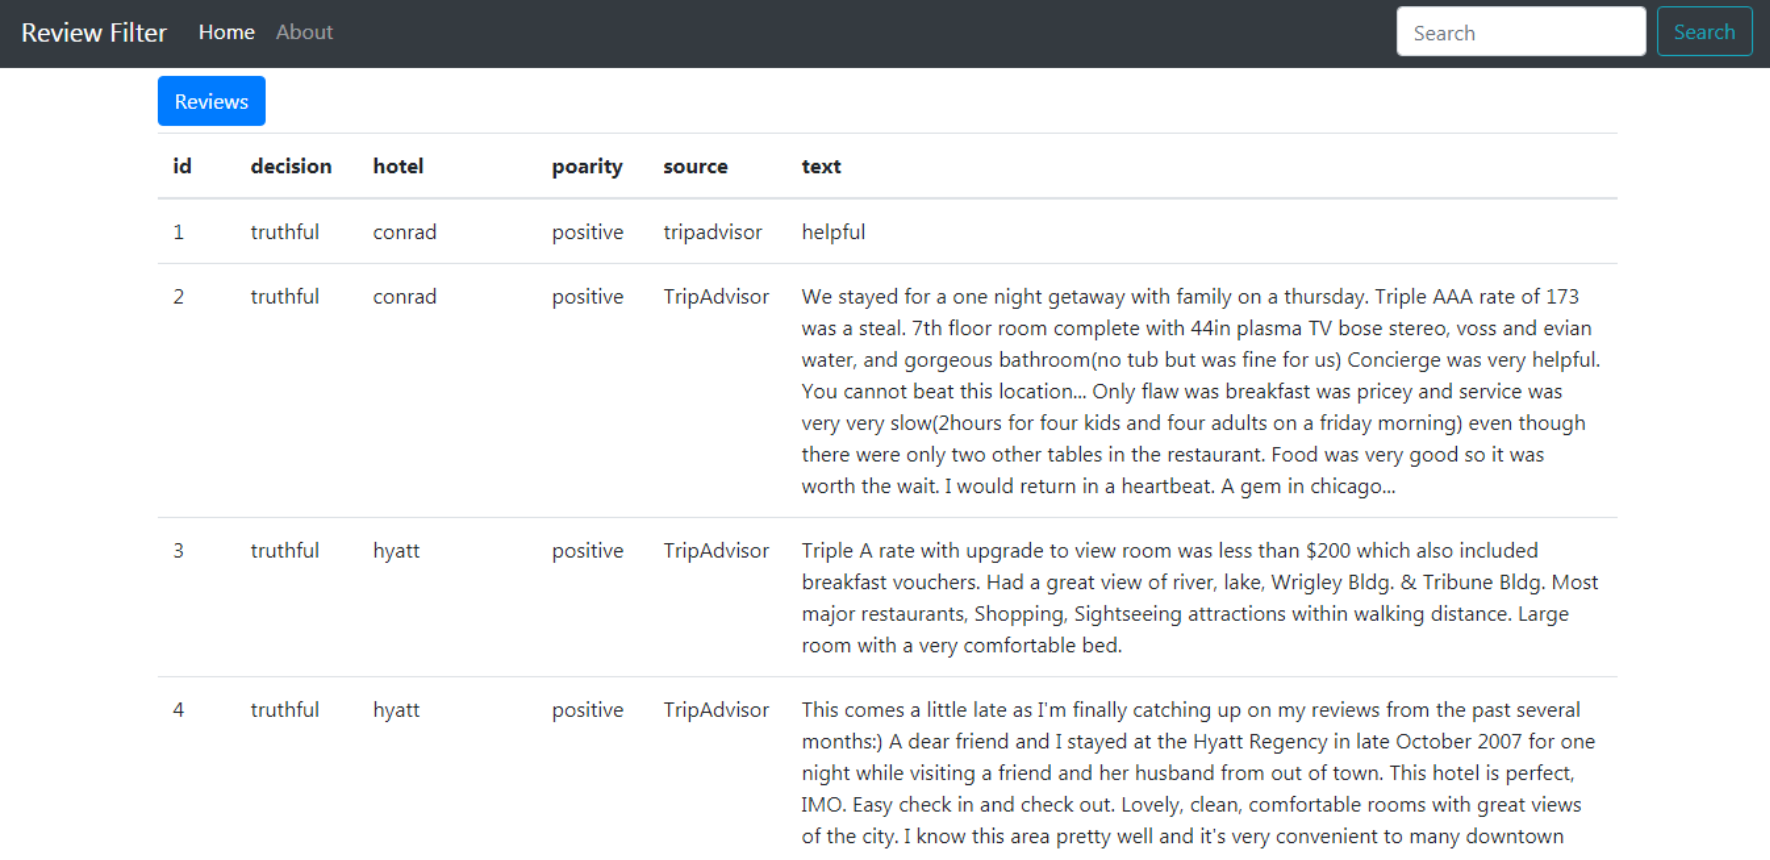 Review Filter Home About Search Search
Reviews
id decision hotel poarity source text
1 truthful conrad positive tripadvisor helpful
2 truthful conrad positive TripAdvisor We stayed for a one night getaway with family on a thursday. Triple AAA rate of 173
was a steal. 7th floor room complete with 44in plasma TV bose stereo, voss and evian
water, and gorgeous bathroom(no tub but was fine for us) Concierge was very helpful.
You cannot beat this location... Only flaw was breakfast was pricey and service was
very very slow(2hours for four kids and four adults on a friday morning) even though
there were only two other tables in the restaurant. Food was very good so it was
worth the wait. I would return in a heartbeat. A gem in chicago...
3 truthful hyatt positive TripAdvisor Triple A rate with upgrade to view room was less than $200 which also included
breakfast vouchers. Had a great view of river, lake, Wrigley Bldg. & Tribune Bldg. Most
major restaurants, Shopping, Sightseeing attractions within walking distance. Large
room with a very comfortable bed.
4 truthful hyatt positive TripAdvisor This comes a little late as I'm finally catching up on my reviews from the past several
months:) A dear friend and I stayed at the Hyatt Regency in late October 2007 for one
night while visiting a friend and her husband from out of town. This hotel is perfect,
IMO. Easy check in and check out. Lovely, clean, comfortable rooms with great views
of the city. I know this area pretty well and it's very convenient to many downtown